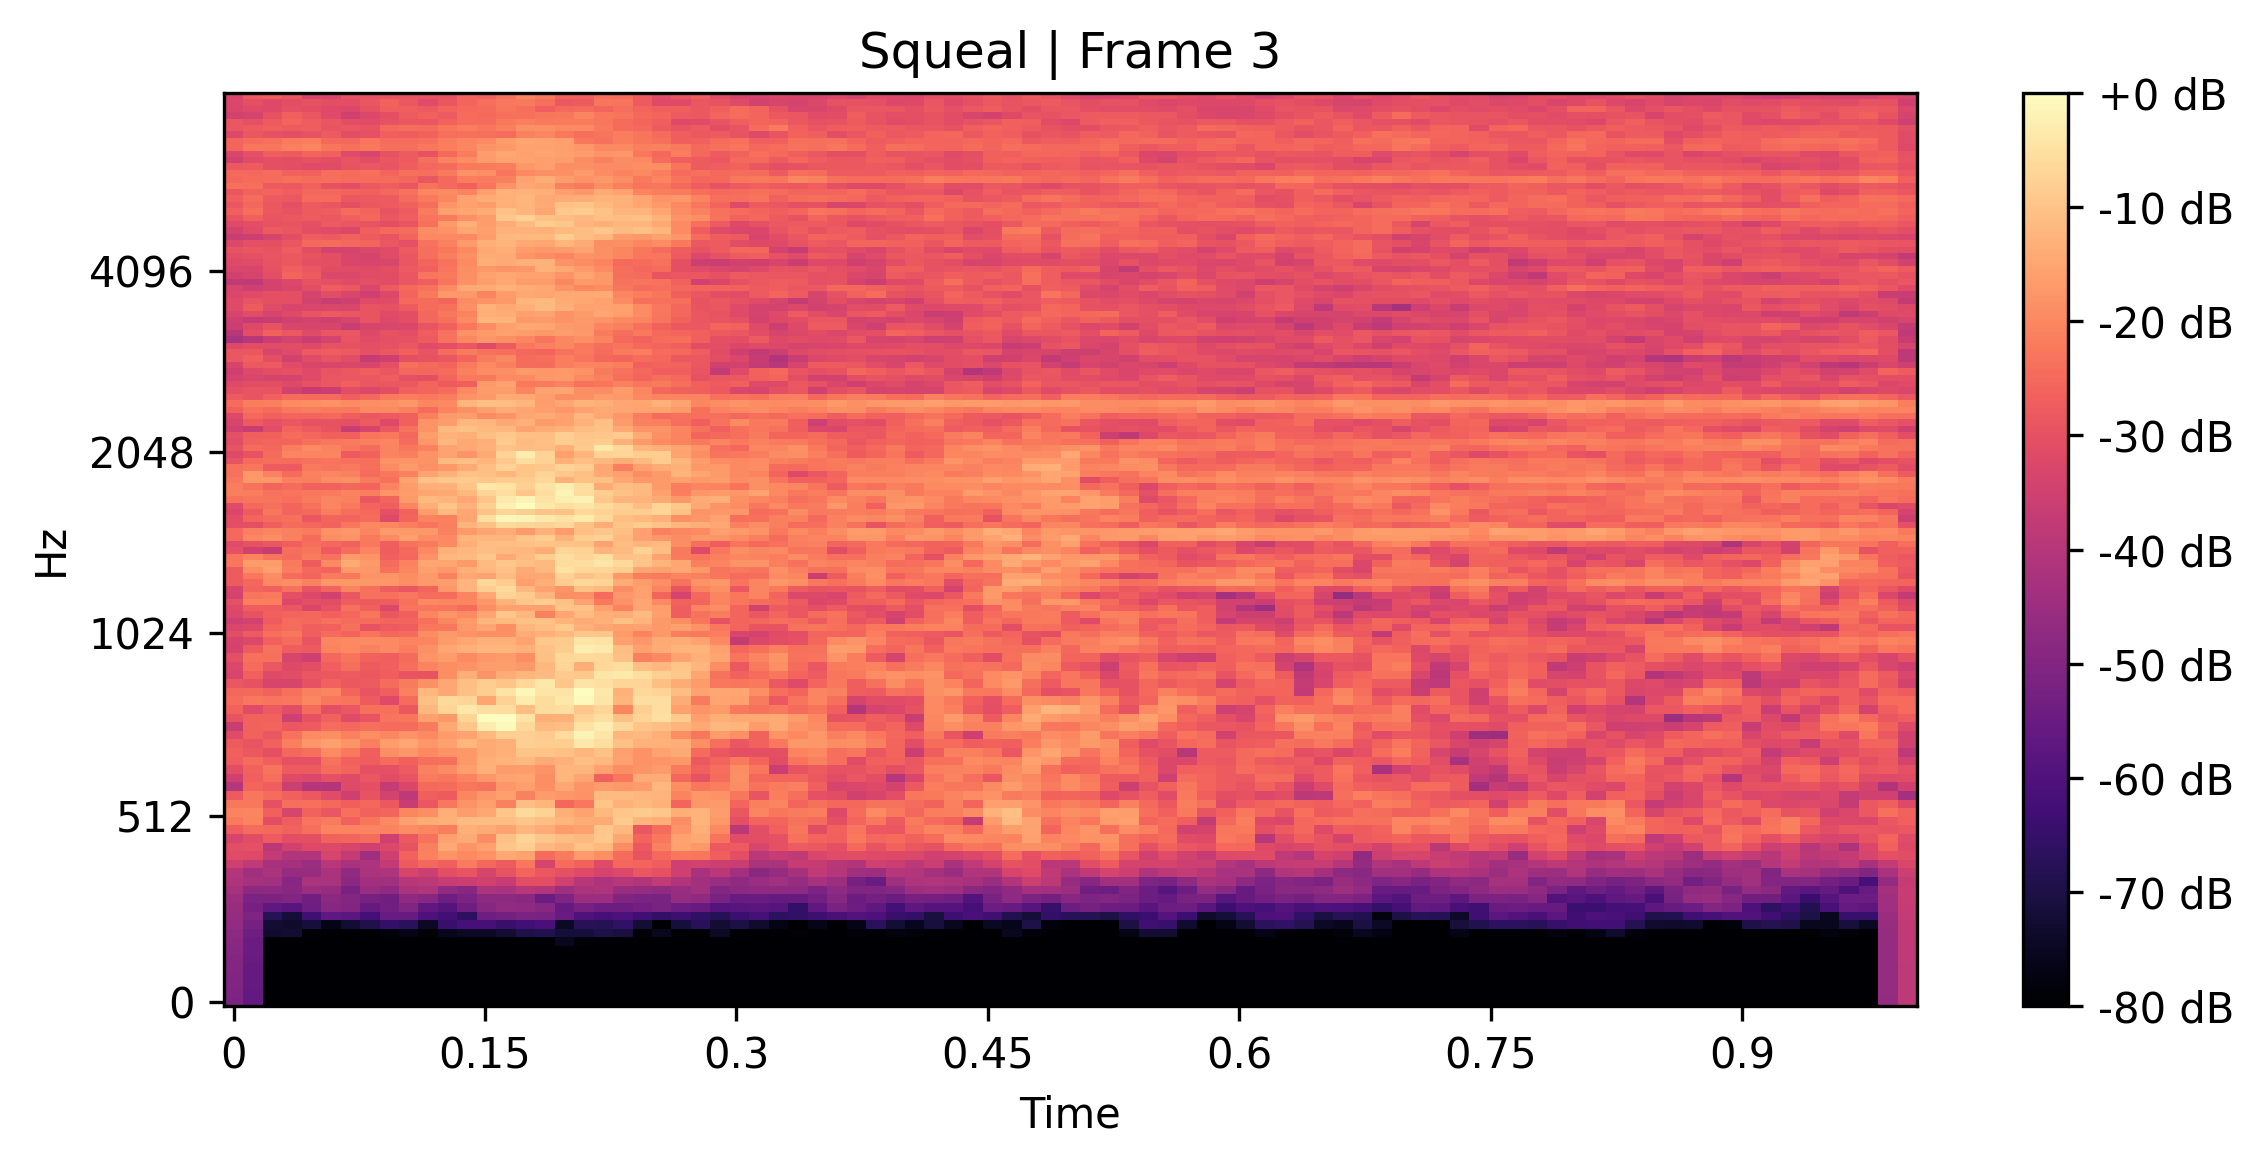 Squeal | Frame 3
+0 dB
-10 dB
-20 dB
-30 dB
-40 dB
-50 dB
-60 dB
-70 dB
-80 dB
Hz
4096
2048
1024
512
0
0 0.15 0.3 0.45 0.6 0.75 0.9
Time